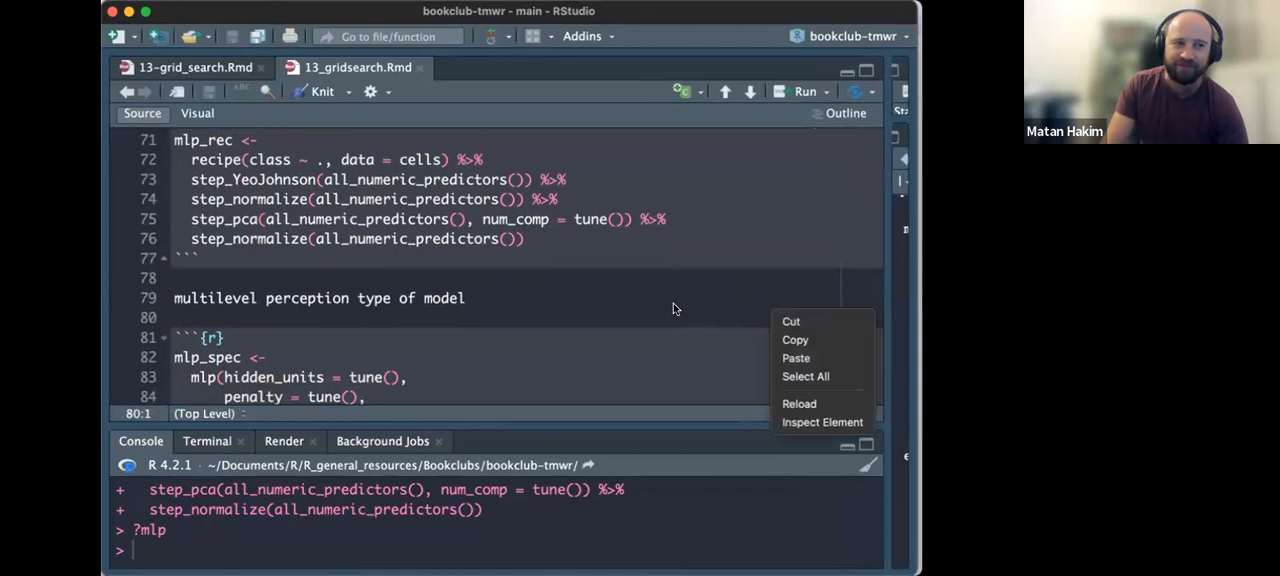 bookclub-tmwr - main - RStudio
Go to file/function
Addins
bookclub-tmwr
13-grid_search.Rmd
13_gridsearch.Rmd
Knit
Run
Source
Visual
Outline
71 mlp_rec <-
72 recipe(class ~ ., data = cells) %>%
73 step_YeoJohnson(all_numeric_predictors()) %>%
74 step_normalize(all_numeric_predictors()) %>%
75 step_pca(all_numeric_predictors(), num_comp = tune()) %>%
76 step_normalize(all_numeric_predictors())
77 ```
78
79 multilevel perception type of model
80
81 ```{r}
82 mlp_spec <-
83 mlp(hidden_units = tune(),
84 penalty = tune(),
80:1 (Top Level)
Cut
Copy
Paste
Select All
Reload
Inspect Element
Console
Terminal
Render
Background Jobs
R 4.2.1 · ~/Documents/R/R_general_resources/Bookclubs/bookclub-tmwr/
+ step_pca(all_numeric_predictors(), num_comp = tune()) %>%
+ step_normalize(all_numeric_predictors())
> ?mlp
>
Matan Hakim